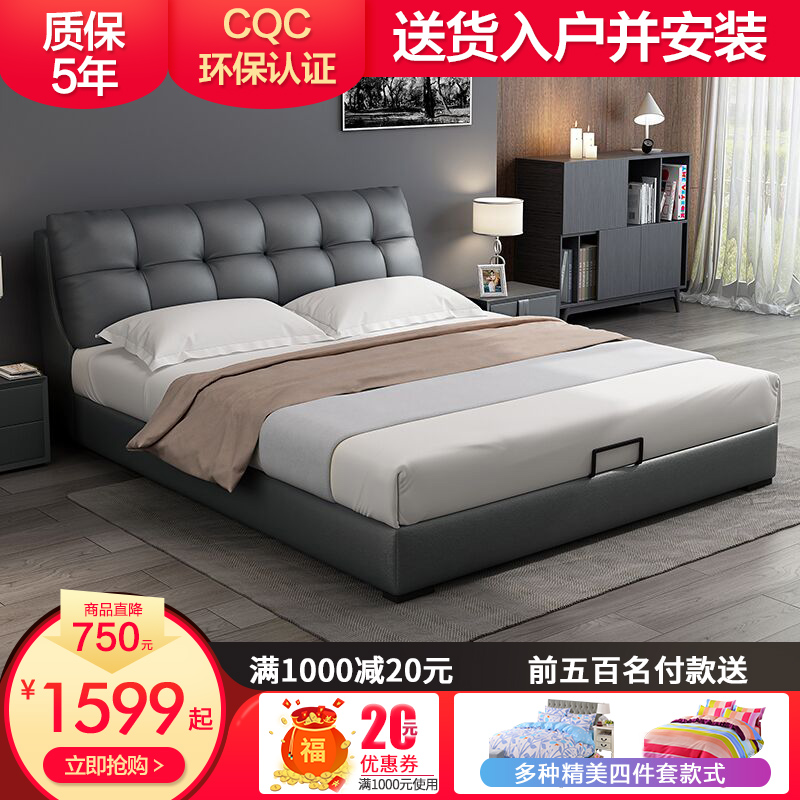 质保
5年
CQC
环保认证
送货入户并安装
商品直降
750元
¥1599起
立即抢购 >
满1000减20元
前五百名付款送
福
20元
优惠券
满1000元使用
多种精美四件套款式